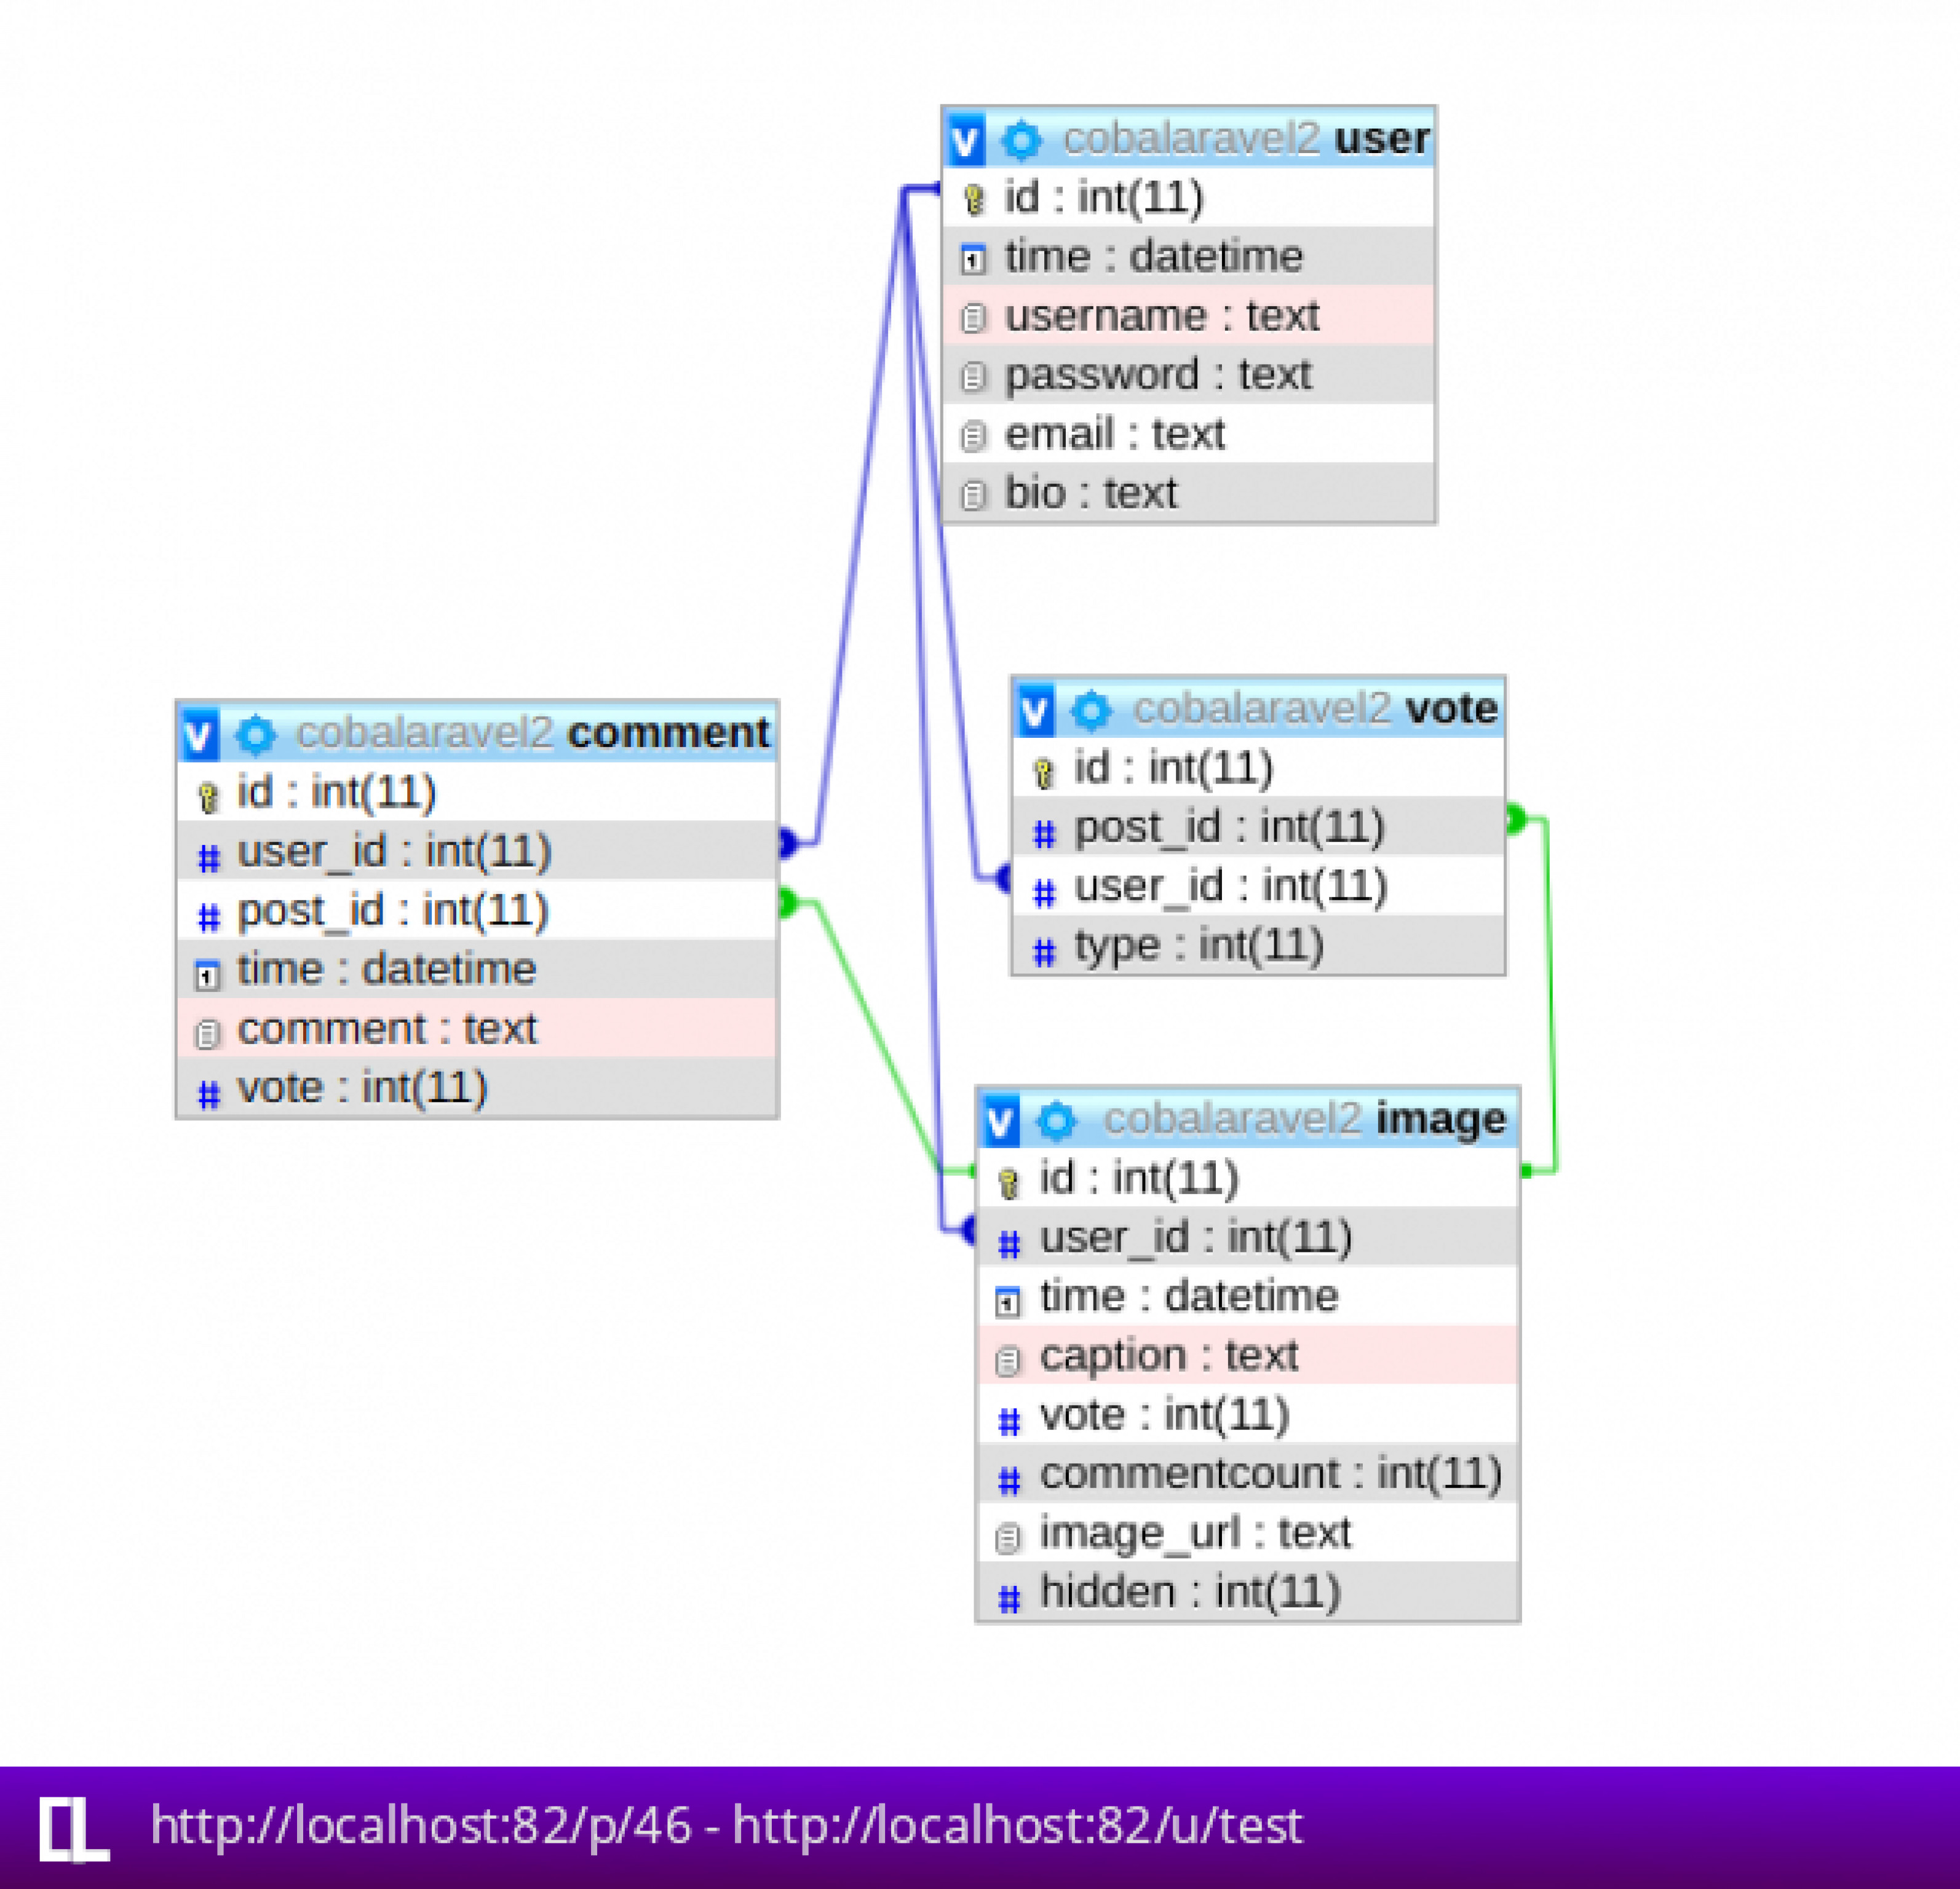 cobalaravel2 user
id : int(11)
time : datetime
username : text
password : text
email : text
bio : text
cobalaravel2 comment
id : int(11)
user_id : int(11)
post_id : int(11)
time : datetime
comment : text
vote : int(11)
cobalaravel2 vote
id : int(11)
post_id : int(11)
user_id : int(11)
type : int(11)
cobalaravel2 image
id : int(11)
user_id : int(11)
time : datetime
caption : text
vote : int(11)
commentcount : int(11)
image_url : text
hidden : int(11)
http://localhost:82/p/46 - http://localhost:82/u/test